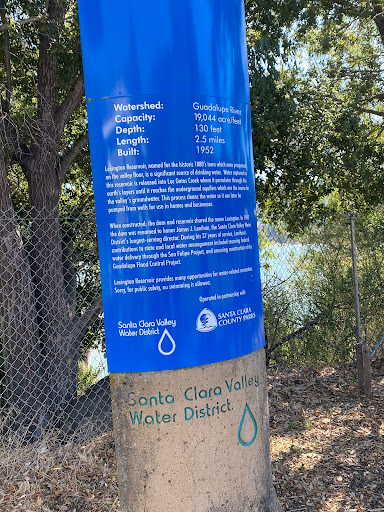 Watershed: Guadalupe River
Capacity: 19,044 acre/feet
Depth: 130 feet
Length: 2.5 miles
Built: 1952
Lexington Reservoir, named for the historic 1800's town which once prospered
on the valley floor, is a significant source of drinking water. Water captured in
this reservoir is released into Los Gatos Creek where it percolates through the
earth's layers until it reaches the underground aquifers which are the source for
the valley's groundwater. This process cleans the water so it can later be
pumped from wells for use in homes and businesses.
When constructed, the dam and reservoir shared the name Lexington. In
the dam was renamed to honor James J. Lenihan, the Santa Clara Valley Water
District's longest-serving director. During his 37 years of service, Lenihan's
contributions to state and local water management included securing federal
water delivery through the San Felipe Project, and ensuring construction of the
Guadalupe Flood Control Project.
Lexington Reservoir provides many opportunities for water-related recreation.
Sorry, for public safety, no swimming is allowed.
Operated in partnership with
Santa Clara Valley
Water District
SANTA CLARA
COUNTY PARKS
Santa Clara Valley
Water District